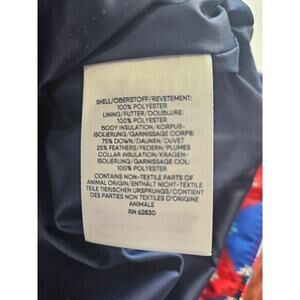 SHELL/OBERSTOFF/REVETEMENT:
100% POLYESTER
LINING/FUTTER/DOUBLURE:
100% POLYESTER
BODY INSULATION/KORPUS-
ISOLIERUNG/GARNISSAGE CORPS:
75% DOWN/DAUNEN/DUVET
25% FEATHERS/FEDERN/PLUMES
COLLAR INSULATION/KRAGEN-
ISOLIERUNG/GARNISSAGE COL:
100% POLYESTER
CONTAINS NON-TEXTILE PARTS OF
ANIMAL ORIGIN/ENTHÄLT NICHT-TEXTILE
TEILE TIERISCHEN URSPRUNGS/CONTIENT
DES PARTIES NON TEXTILES D'ORIGINE
ANIMALE
RN 62830